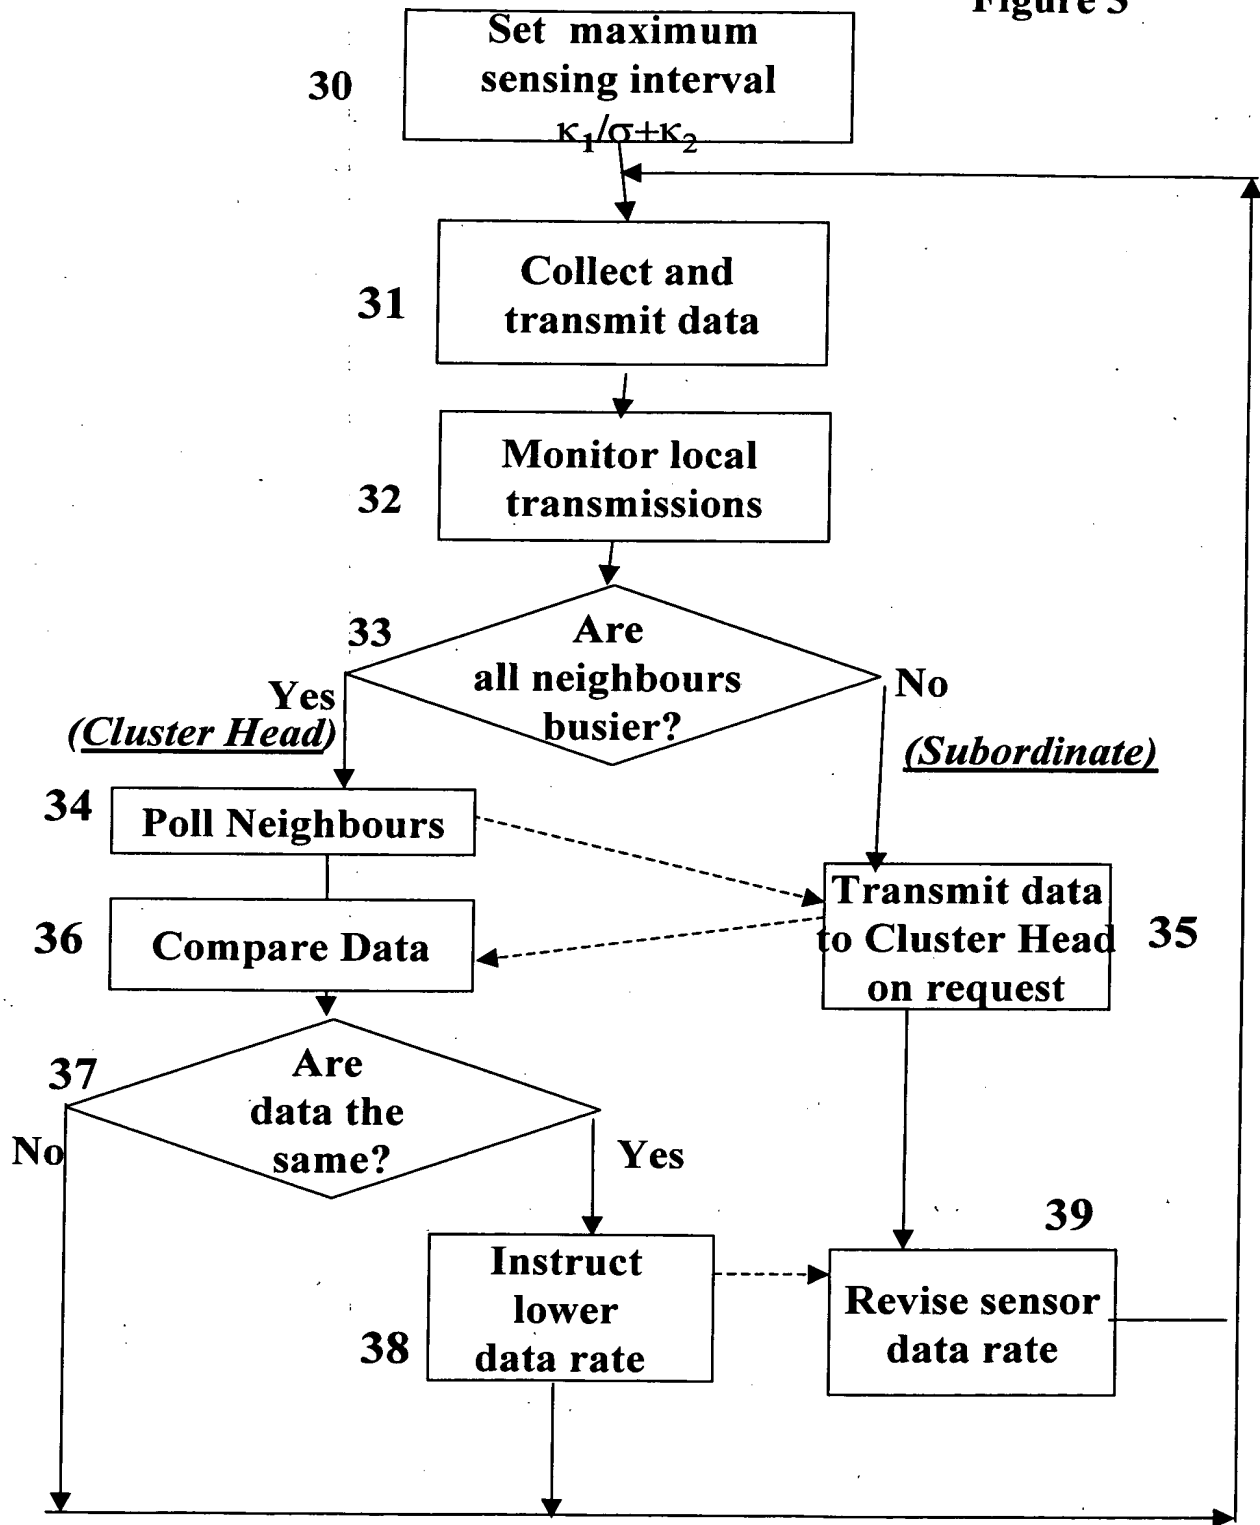 30
Set maximum
sensing interval
κ₁/σ+κ₂
31
Collect and
transmit data
32
Monitor local
transmissions
33
Are
all neighbours
busier?
Yes
(Cluster Head)
No
(Subordinate)
34
Poll Neighbours
Transmit data
to Cluster Head
on request
35
36
Compare Data
37
Are
data the
same?
No
Yes
39
38
Instruct
lower
data rate
Revise sensor
data rate